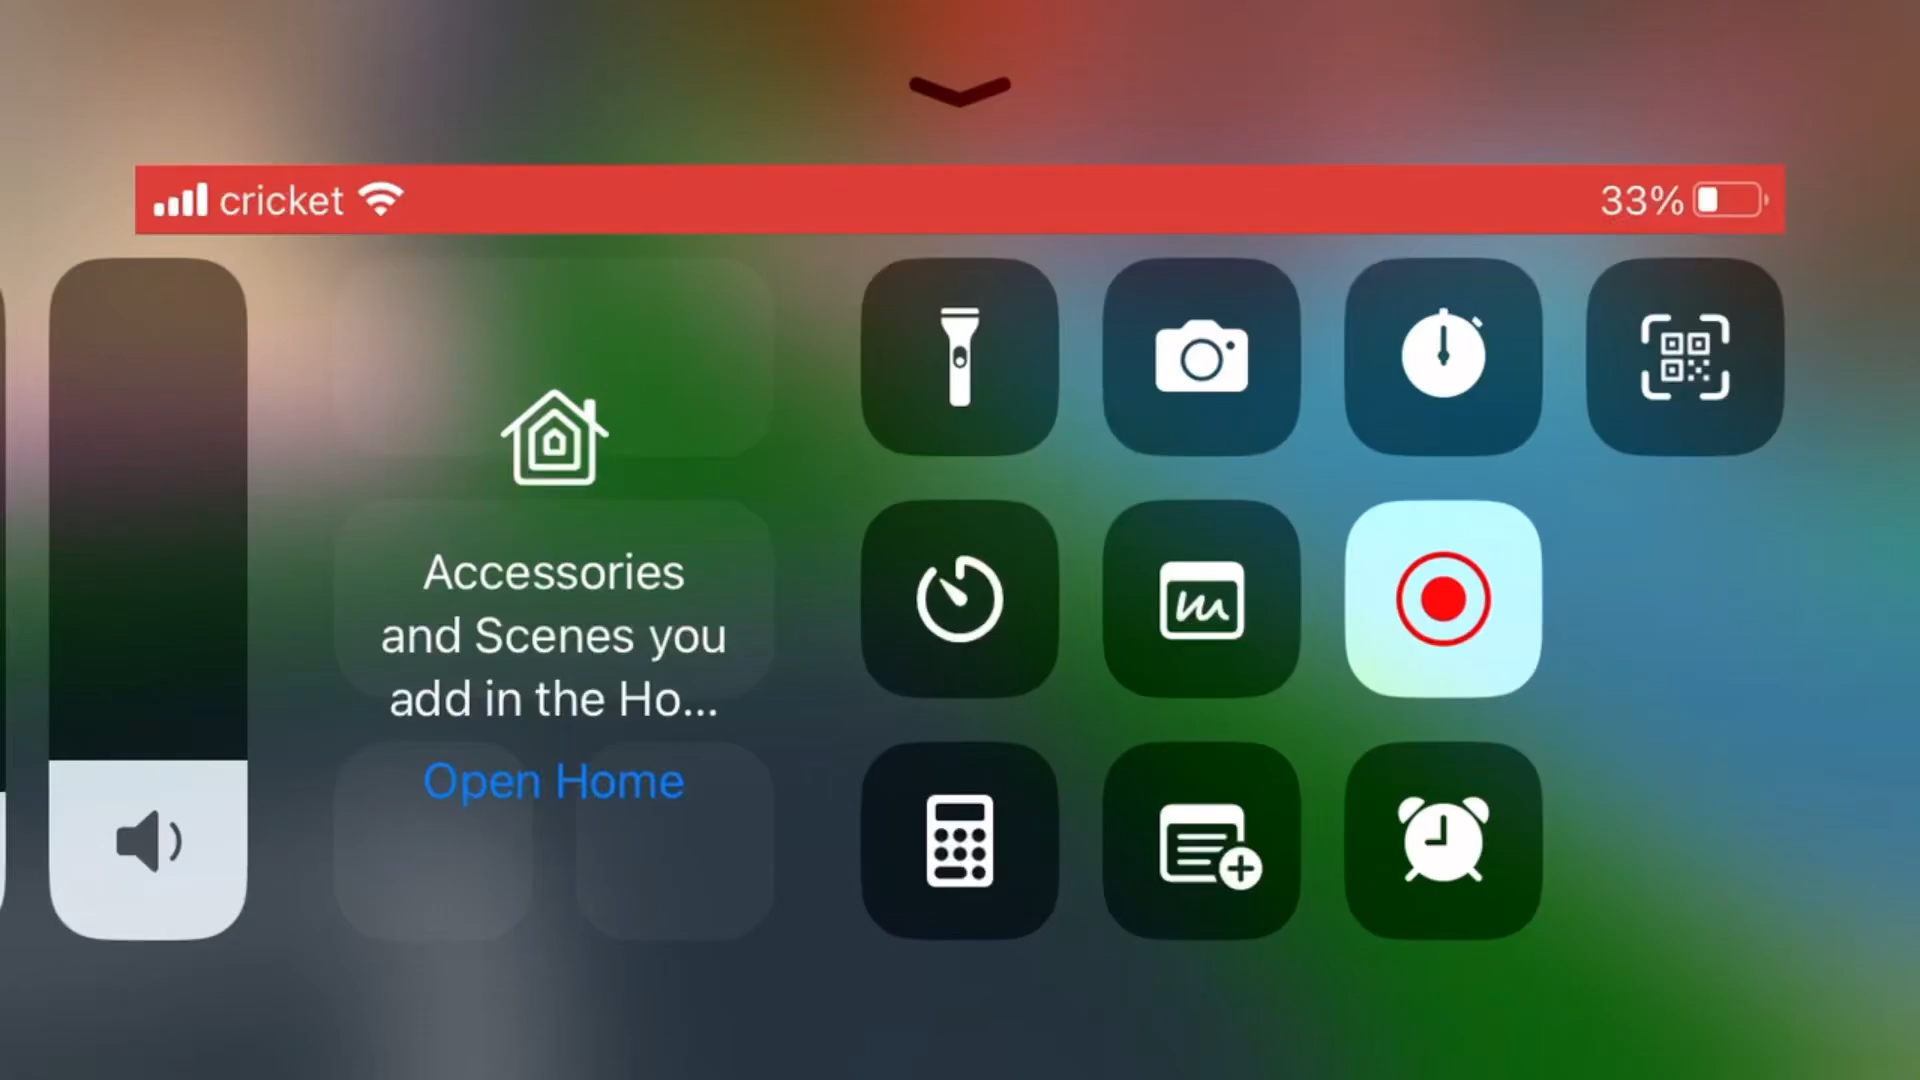 cricket
33%
Accessories
and Scenes you
add in the Ho...
Open Home